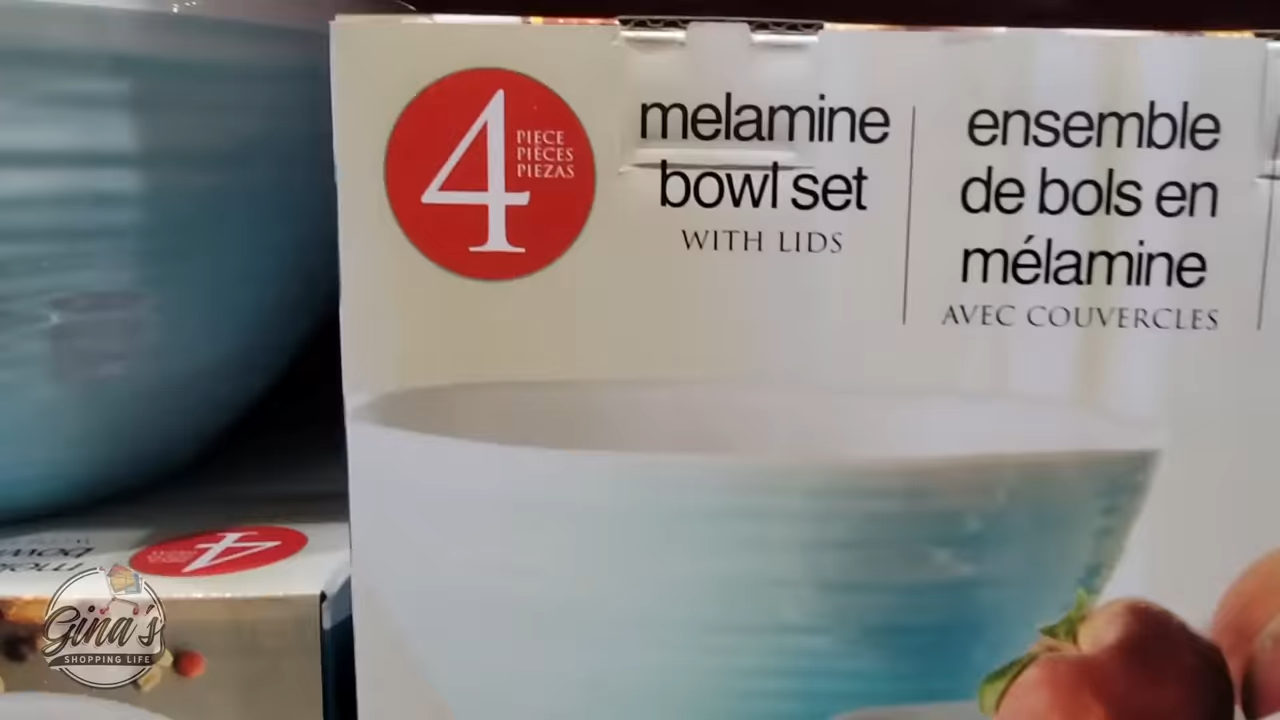 4
PIECE
PIÈCES
PIEZAS
melamine
bowl set
WITH LIDS
ensemble
de bols en
mélamine
AVEC COUVERCLES
4
Gina's
SHOPPING LIFE